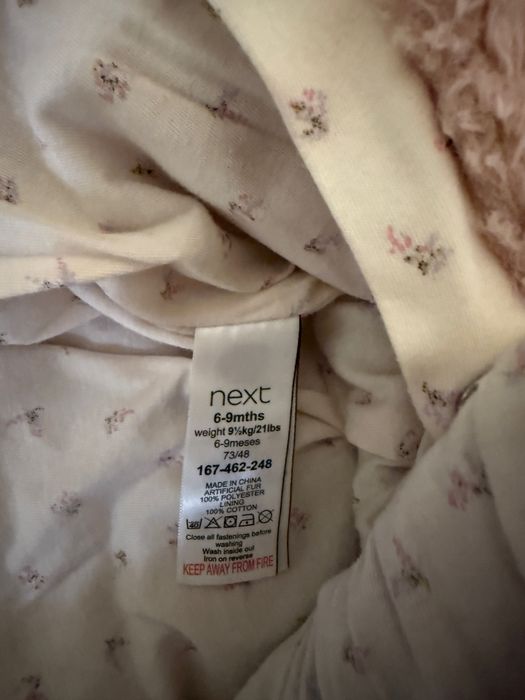 next
6-9mths
weight 9½kg/21lbs
6-9meses
73/48
167-462-248
MADE IN CHINA
ARTIFICIAL FUR
100% POLYESTER
LINING
100% COTTON
Close all fastenings before
washing
Wash inside out
Iron on reverse
KEEP AWAY FROM FIRE